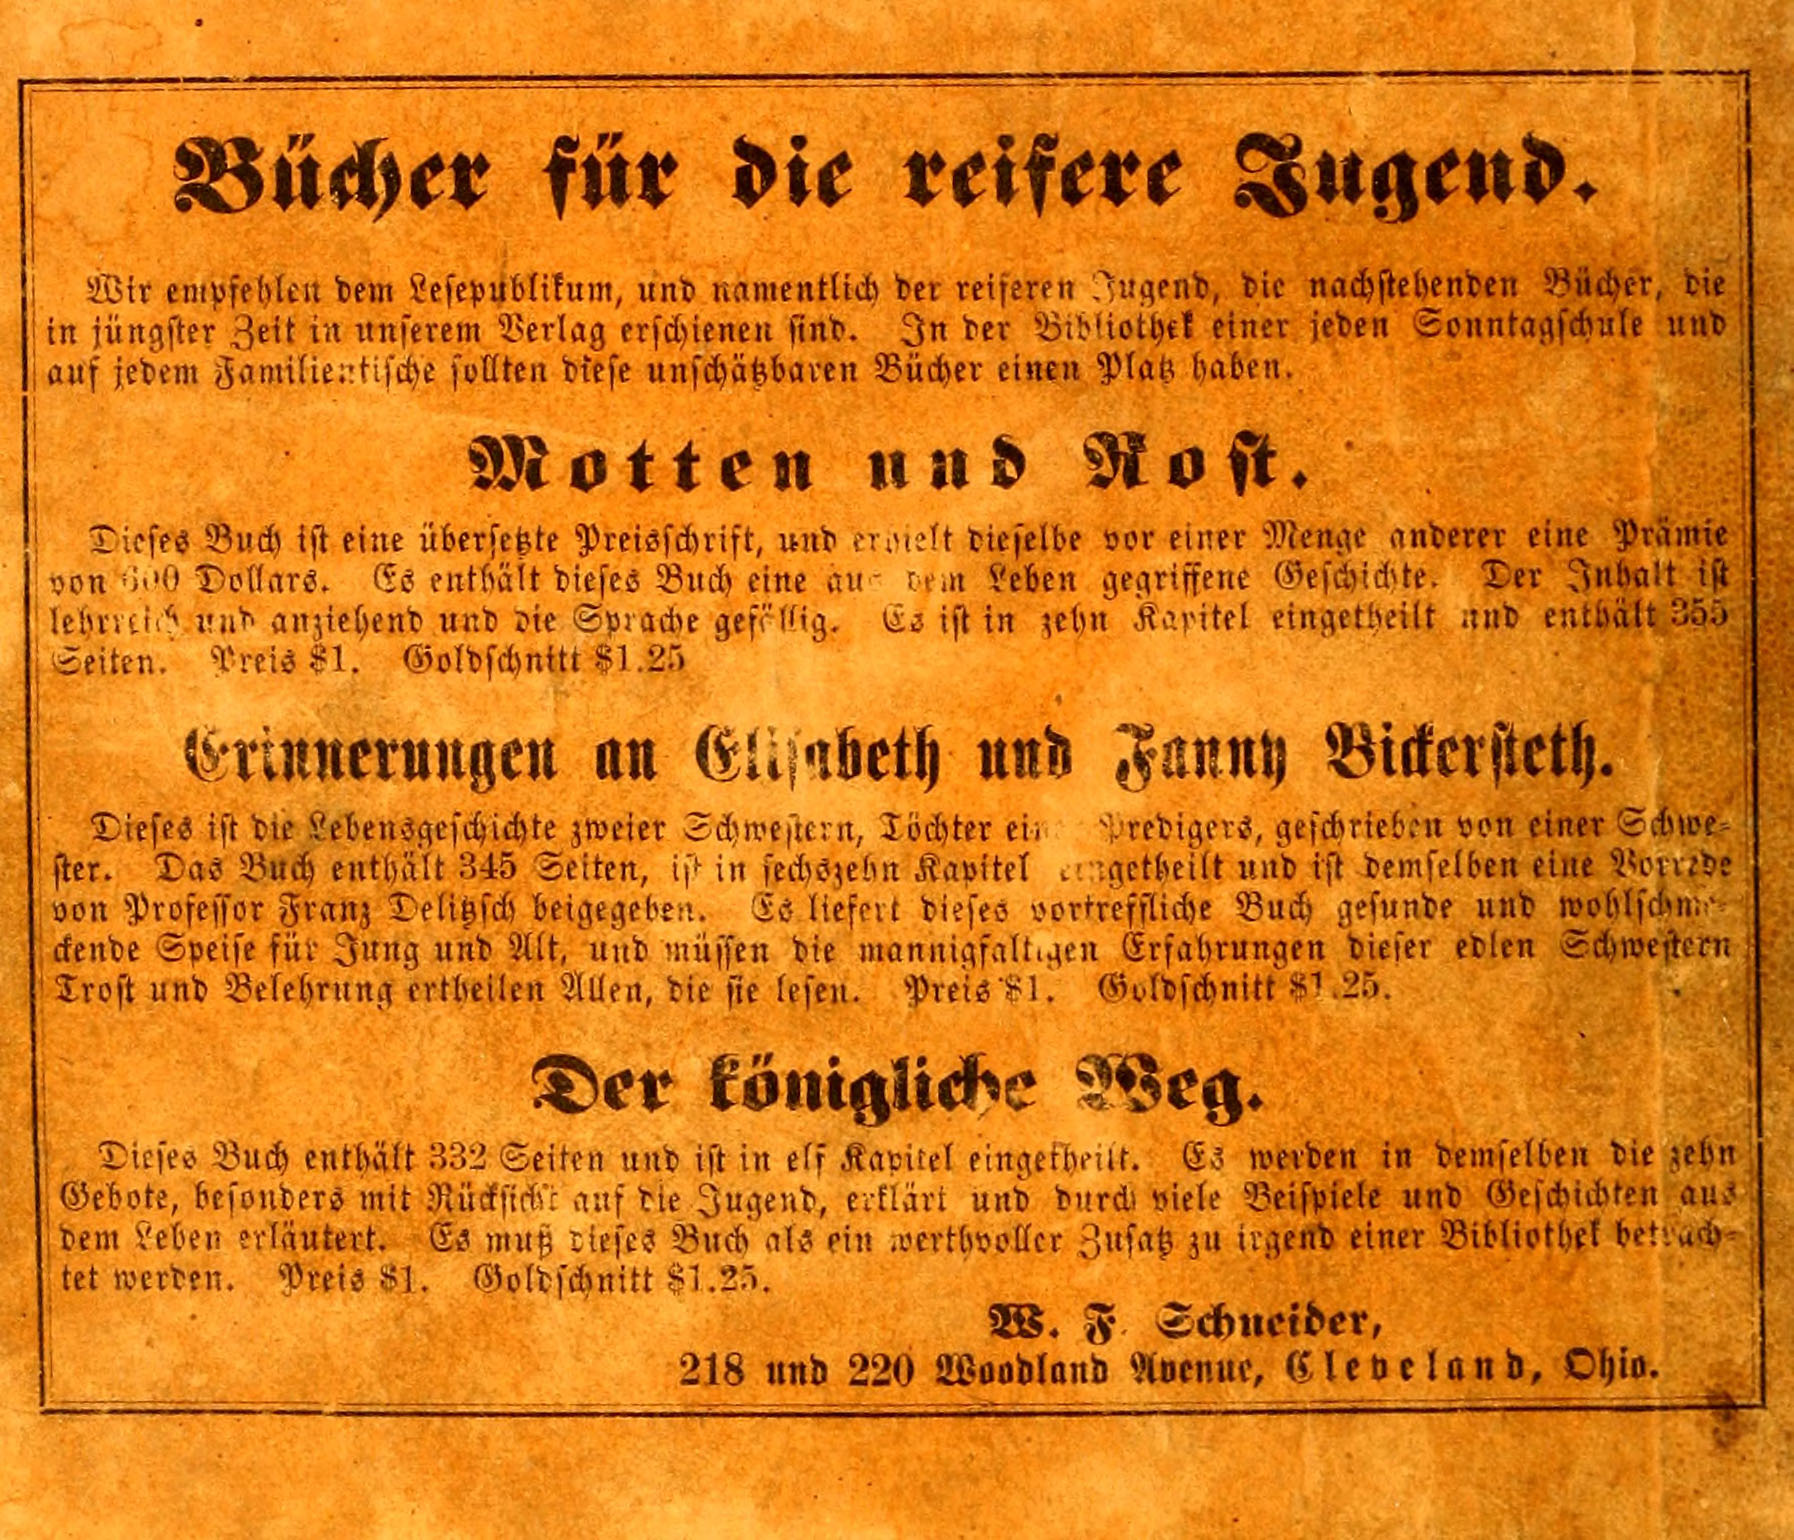 Bücher für die reifere Jugend.
Wir empfehlen dem Lesepublikum, und namentlich der reiferen Jugend, die nachstehenden Bücher, die
in jüngster Zeit in unserem Verlag erschienen sind. In der Bibliothek einer jeden Sonntagschule und
auf jedem Familientische sollten diese unschätzbaren Bücher einen Platz haben.
Motten und Rost.
Dieses Buch ist eine übersetzte Preisschrift, und erhielt dieselbe vor einer Menge anderer eine Prämie
von 600 Dollars. Es enthält dieses Buch eine aus dem Leben gegriffene Geschichte. Der Inhalt ist
lehrreich und anziehend und die Sprache gefällig. Es ist in zehn Kapitel eingetheilt und enthält 355
Seiten. Preis $1. Goldschnitt $1.25
Erinnerungen an Elisabeth und Fanny Bickersteth.
Dieses ist die Lebensgeschichte zweier Schwestern, Töchter eines Predigers, geschrieben von einer Schwe-
ster. Das Buch enthält 345 Seiten, ist in sechszehn Kapitel eingetheilt und ist demselben eine Vorrede
von Professor Franz Delitzsch beigegeben. Es liefert dieses vortreffliche Buch gesunde und wohlschme-
ckende Speise für Jung und Alt, und müssen die mannigfaltigen Erfahrungen dieser edlen Schwestern
Trost und Belehrung ertheilen Allen, die sie lesen. Preis $1. Goldschnitt $1.25.
Der königliche Weg.
Dieses Buch enthält 332 Seiten und ist in elf Kapitel eingetheilt. Es werden in demselben die zehn
Gebote, besonders mit Rücksicht auf die Jugend, erklärt und durch viele Beispiele und Geschichten aus
dem Leben erläutert. Es muß dieses Buch als ein werthvoller Zusatz zu irgend einer Bibliothek betrach-
tet werden. Preis $1. Goldschnitt $1.25.
W. F. Schneider,
218 und 220 Woodland Avenue, Cleveland, Ohio.